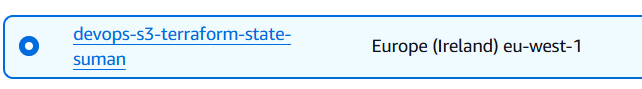 devops-s3-terraform-state-
suman
Europe (Ireland) eu-west-1